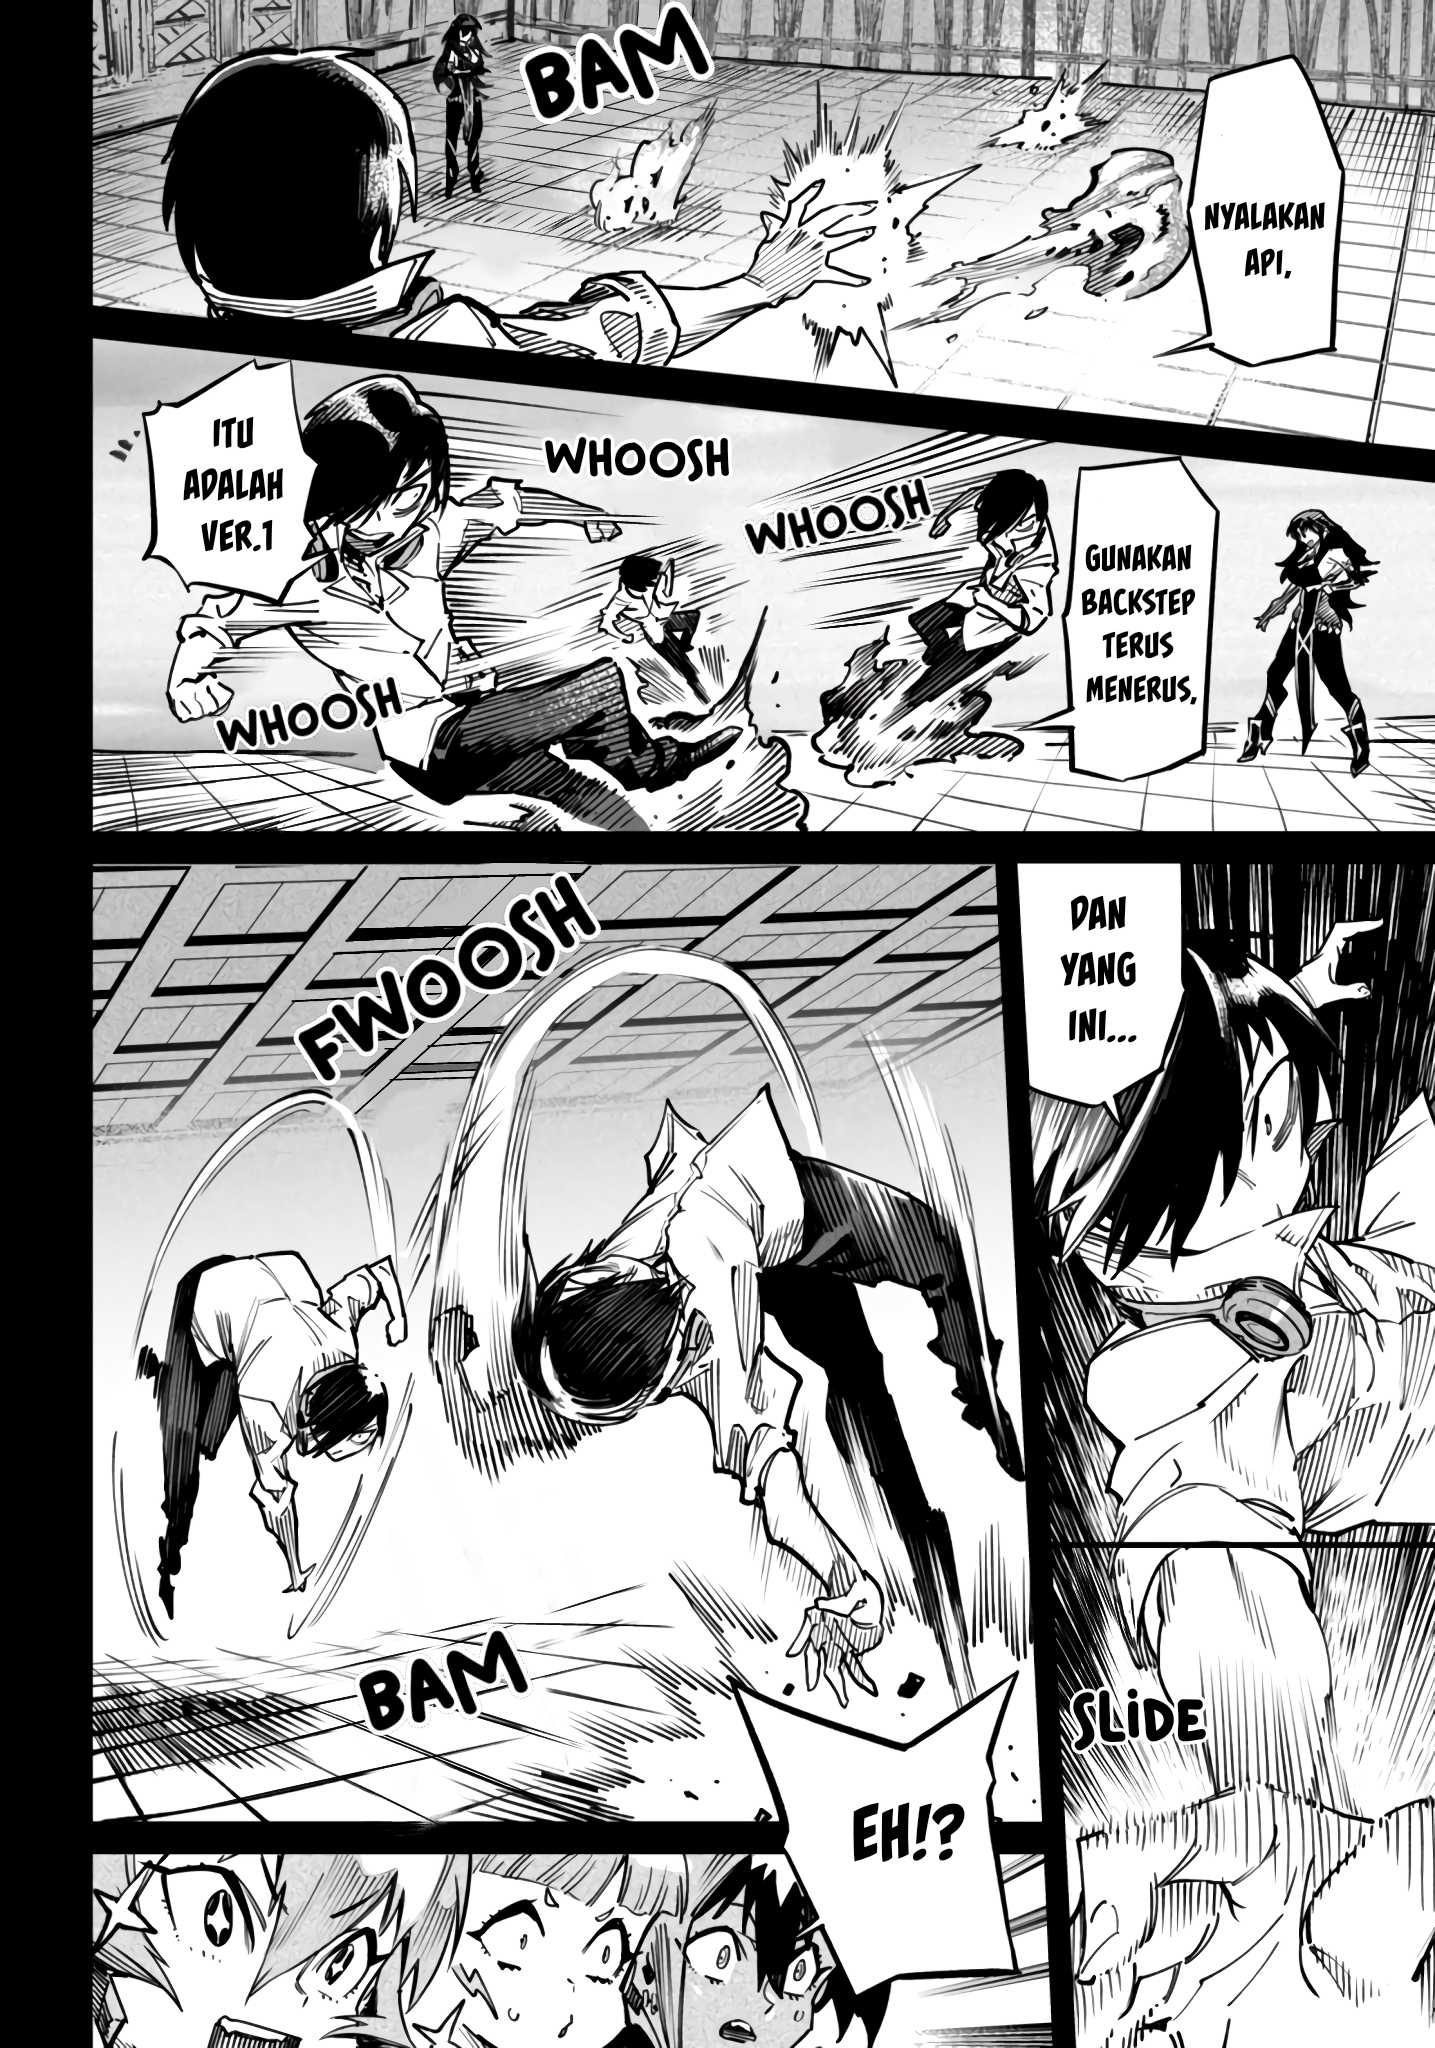 BAM
NYALAKAN
API,
WHOOSH
WHOOSH
GUNAKAN
BACKSTEP
TERUS
MENERUS,
ITU
ADALAH
VER.1
WHOOSH
DAN
YANG
INI...
SLIDE
FWOOSH
BAM
EH!?